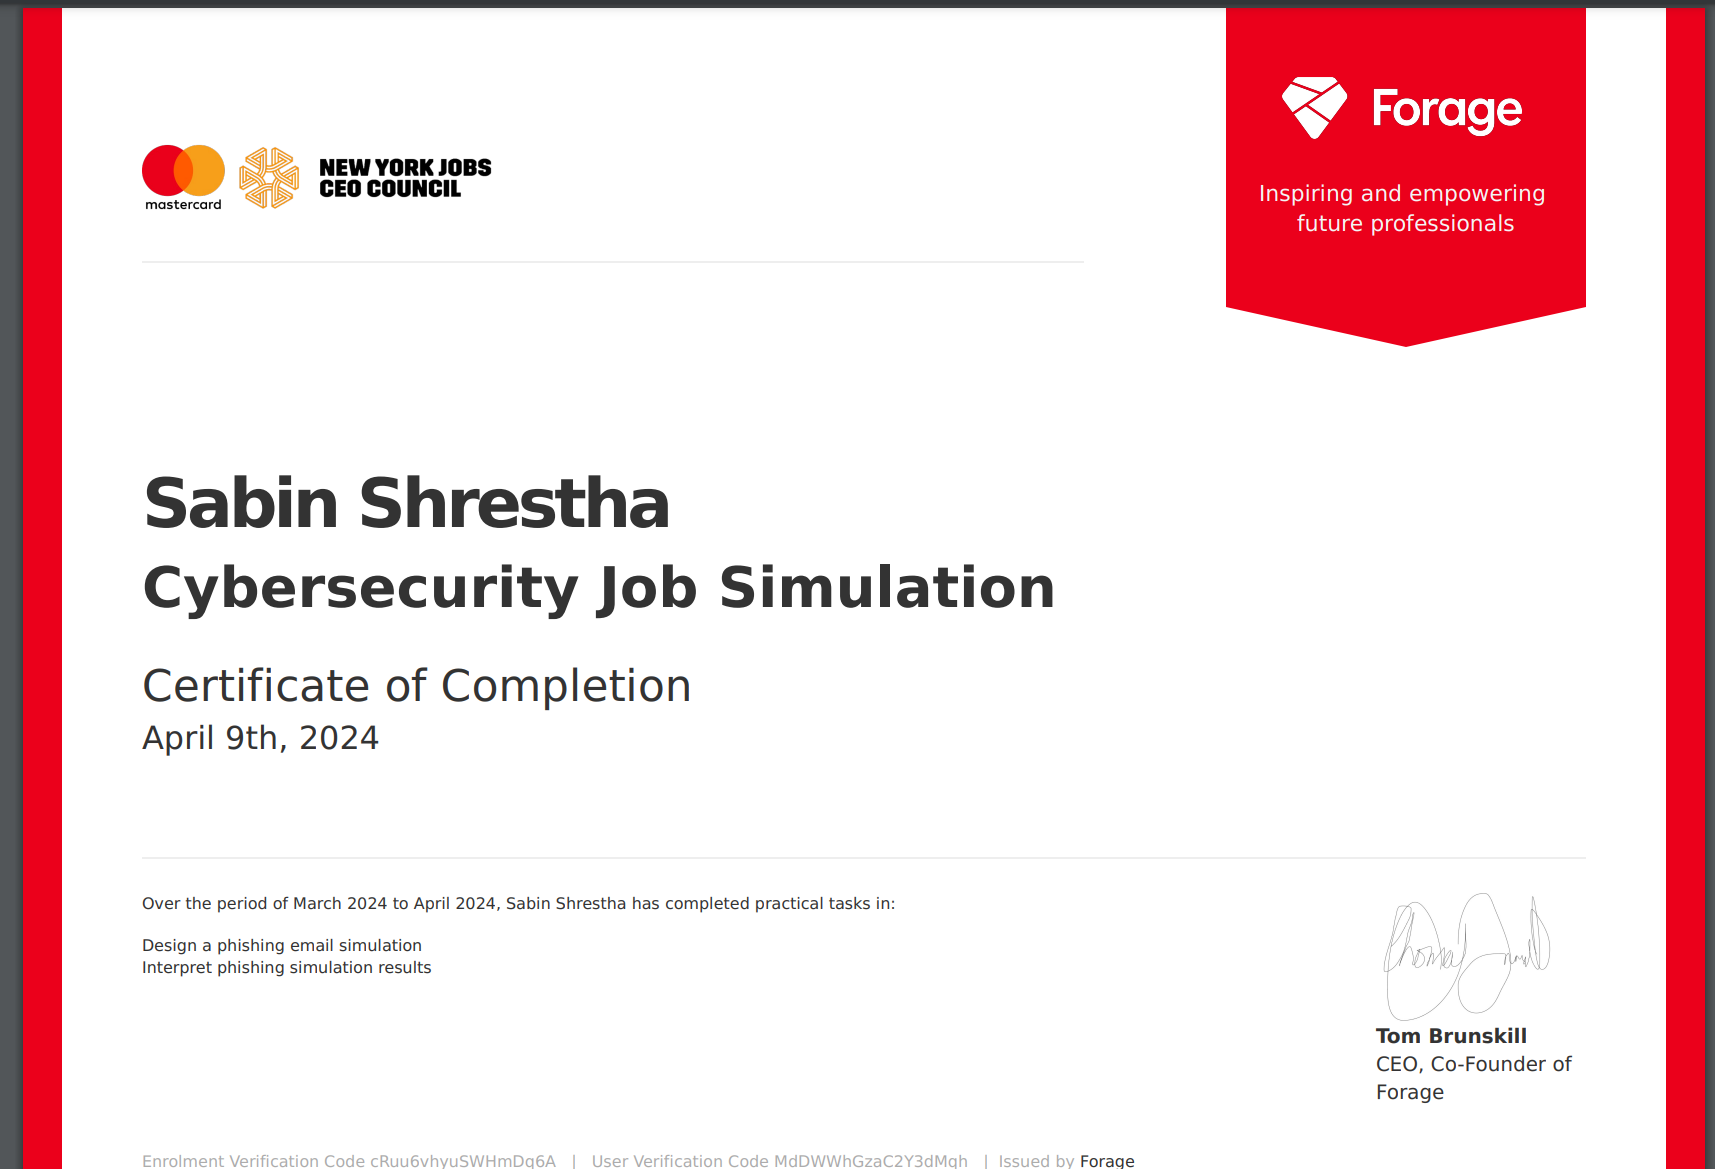 mastercard
NEW YORK JOBS
CEO COUNCIL
Forage
Inspiring and empowering
future professionals
Sabin Shrestha
Cybersecurity Job Simulation
Certificate of Completion
April 9th, 2024
Over the period of March 2024 to April 2024, Sabin Shrestha has completed practical tasks in:
Design a phishing email simulation
Interpret phishing simulation results
Tom Brunskill
CEO, Co-Founder of
Forage
Enrolment Verification Code cRuu6vhyuSWHmDq6A | User Verification Code MdDWWhGzaC2Y3dMqh | Issued by Forage